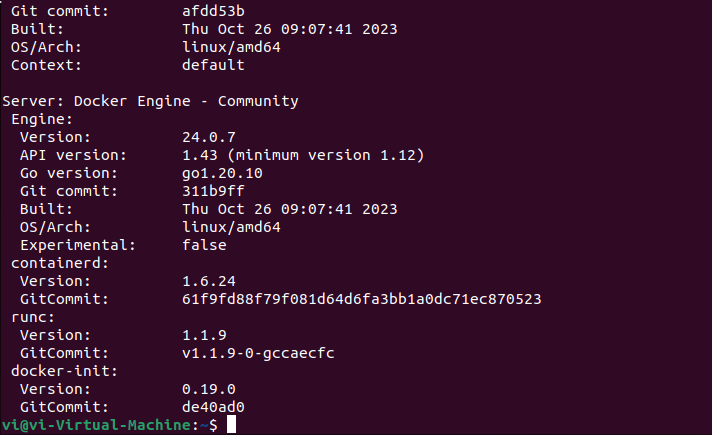 Git commit: afdd53b
Built: Thu Oct 26 09:07:41 2023
OS/Arch: linux/amd64
Context: default
Server: Docker Engine - Community
Engine:
Version: 24.0.7
API version: 1.43 (minimum version 1.12)
Go version: go1.20.10
Git commit: 311b9ff
Built: Thu Oct 26 09:07:41 2023
OS/Arch: linux/amd64
Experimental: false
containerd:
Version: 1.6.24
GitCommit: 61f9fd88f79f081d64d6fa3bb1a0dc71ec870523
runc:
Version: 1.1.9
GitCommit: v1.1.9-0-gccaecfc
docker-init:
Version: 0.19.0
GitCommit: de40ad0
vi@vi-Virtual-Machine:~$